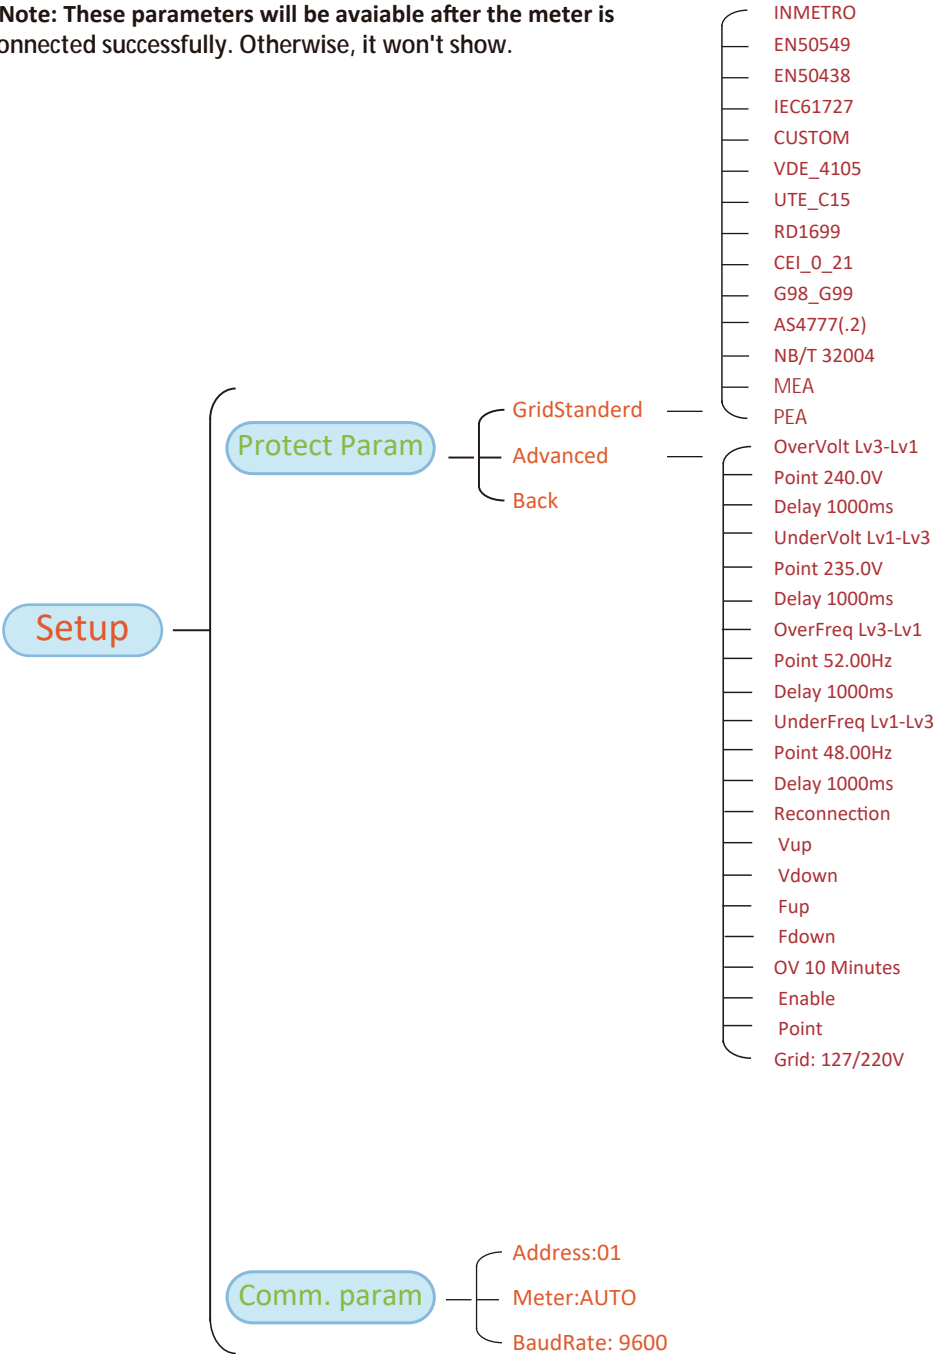 Note: These parameters will be avaiable after the meter is
onnected successfully. Otherwise, it won't show.
INMETRO
EN50549
EN50438
IEC61727
CUSTOM
VDE_4105
UTE_C15
RD1699
CEI_0_21
G98_G99
AS4777(.2)
NB/T 32004
MEA
PEA
Setup
Protect Param
GridStanderd
Advanced
Back
OverVolt Lv3-Lv1
Point 240.0V
Delay 1000ms
UnderVolt Lv1-Lv3
Point 235.0V
Delay 1000ms
OverFreq Lv3-Lv1
Point 52.00Hz
Delay 1000ms
UnderFreq Lv1-Lv3
Point 48.00Hz
Delay 1000ms
Reconnection
Vup
Vdown
Fup
Fdown
OV 10 Minutes
Enable
Point
Grid: 127/220V
Comm. param
Address:01
Meter:AUTO
BaudRate: 9600